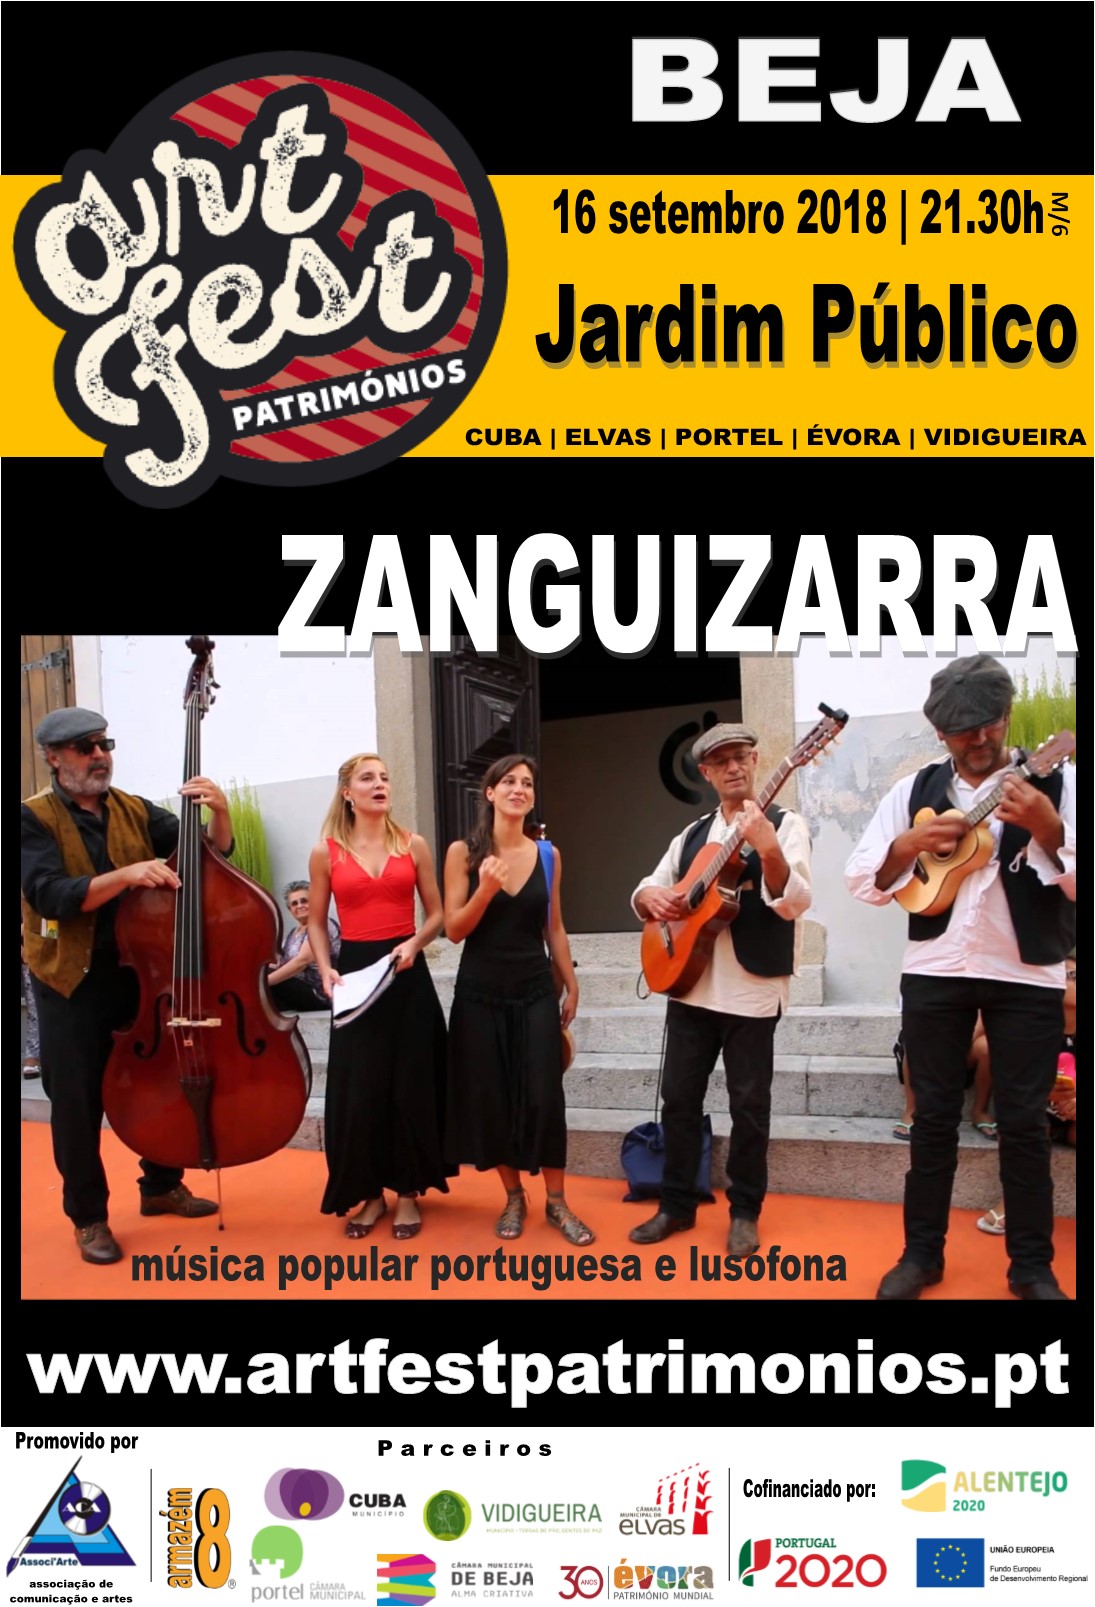 BEJA
art
fest
PATRIMÓNIOS
16 setembro 2018 | 21.30h
M/6
Jardim Público
CUBA | ELVAS | PORTEL | ÉVORA | VIDIGUEIRA
ZANGUIZARRA
música popular portuguesa e lusófona
www.artfestpatrimonios.pt
Promovido por
ACA
Associ'Arte
associação de
comunicação e artes
Parceiros
armazém
8
®
CUBA
MUNICÍPIO
portel
CÂMARA
MUNICIPAL
VIDIGUEIRA
CÂMARA
MUNICIPAL DE
elvas
CÂMARA MUNICIPAL
DE BEJA
ALMA CRIATIVA
30 ANOS
évora
PATRIMÓNIO MUNDIAL
Cofinanciado por:
ALENTEJO
2020
PORTUGAL
2020
UNIÃO EUROPEIA
Fundo Europeu
de Desenvolvimento Regional